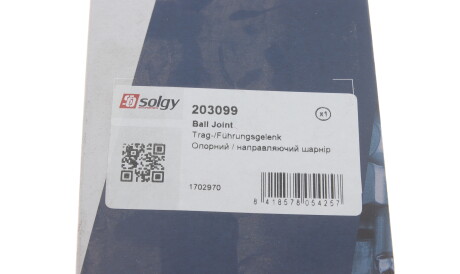 solgy
203099
x1
Ball Joint
Trag-/Führungsgelenk
Опорний / направляючий шарнір
1702970
8 418578 054257